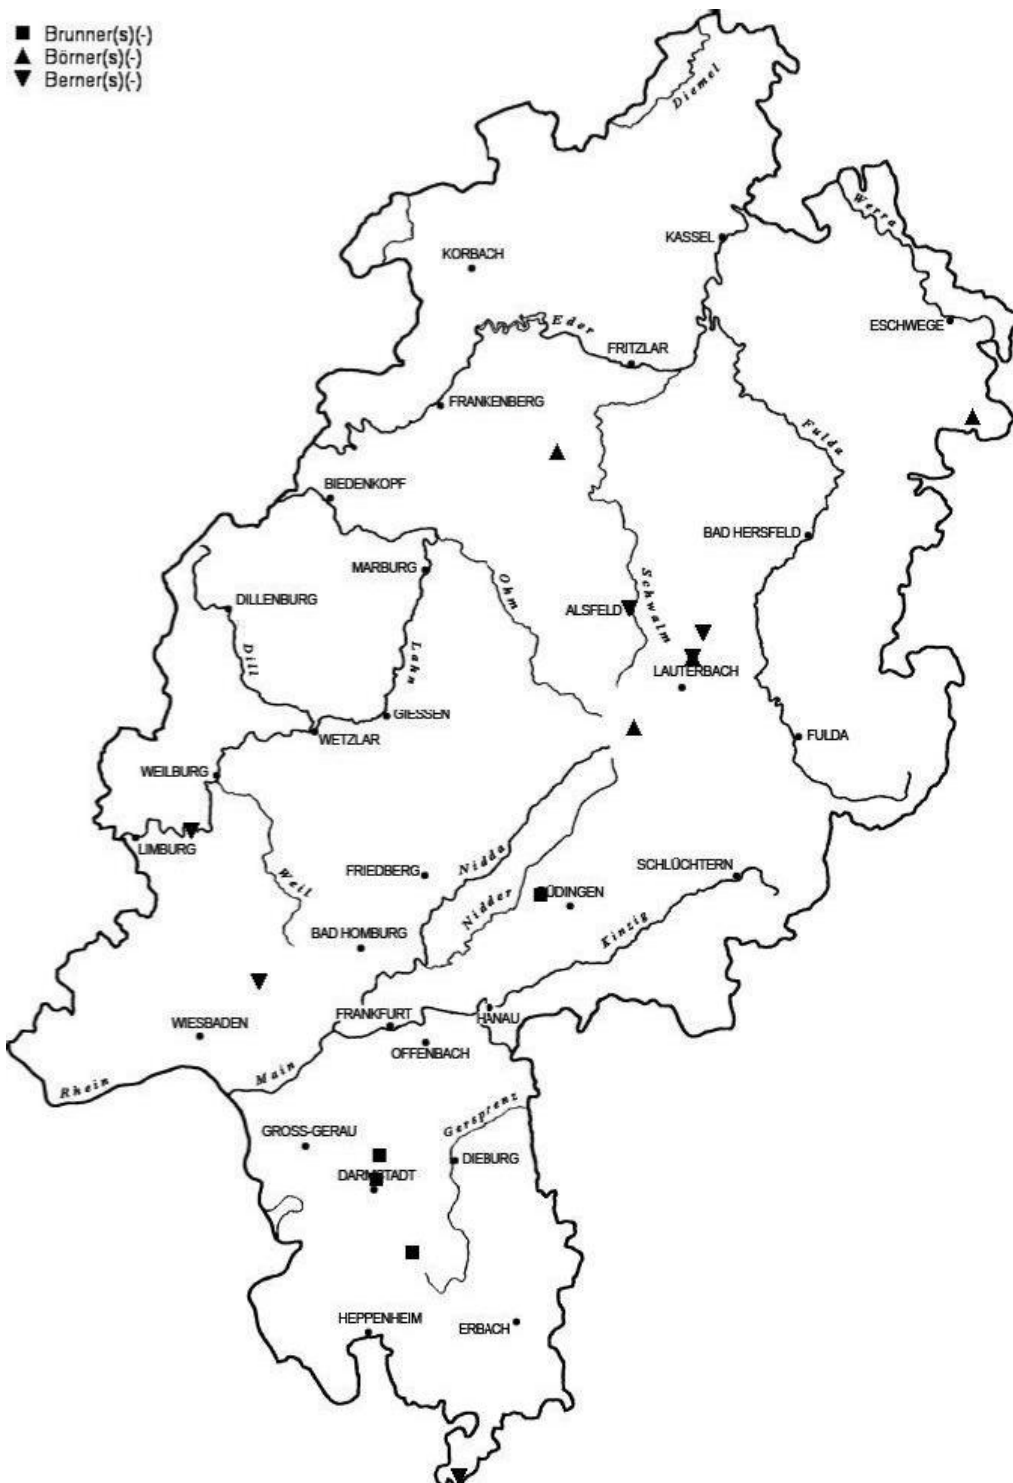 Brunner(s)(-)
Börner(s)(-)
Berner(s)(-)
Diemel
Werra
KASSEL
KORBACH
ESCHWEGE
Eder
FRITZLAR
FRANKENBERG
Fulda
BIEDENKOPF
BAD HERSFELD
MARBURG
Ohm
Schwalm
DILLENBURG
ALSFELD
Dill
Lahn
LAUTERBACH
GIESSEN
WETZLAR
FULDA
WEILBURG
LIMBURG
Weil
FRIEDBERG
Nidda
SCHLÜCHTERN
Nidder
ÜDINGEN
Kinzig
BAD HOMBURG
WIESBADEN
FRANKFURT
HANAU
OFFENBACH
Rhein
Main
Gersprenz
GROSS-GERAU
DIEBURG
DARMSTADT
HEPPENHEIM
ERBACH